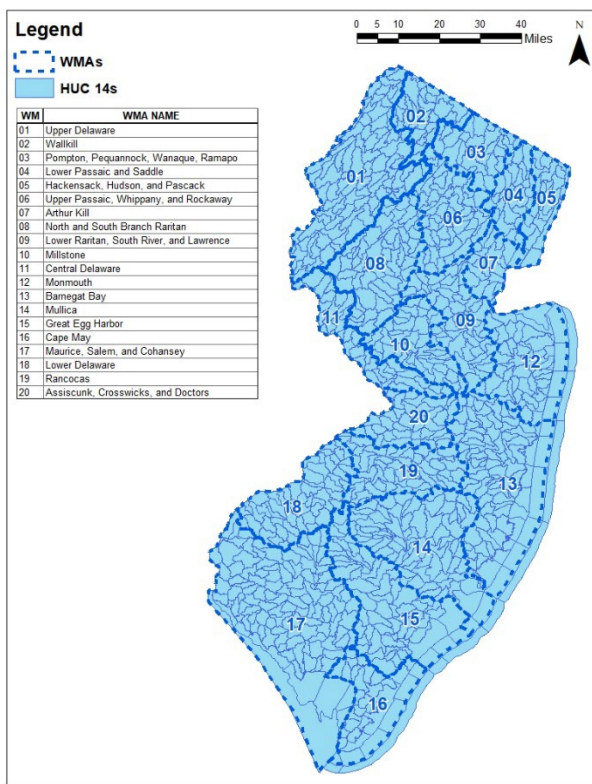 Legend
WMAs
HUC 14s
0 5 10 20 30 40
Miles
N
WM WMA NAME
01 Upper Delaware
02 Wallkill
03 Pompton, Pequannock, Wanaque, Ramapo
04 Lower Passaic and Saddle
05 Hackensack, Hudson, and Pascack
06 Upper Passaic, Whippany, and Rockaway
07 Arthur Kill
08 North and South Branch Raritan
09 Lower Raritan, South River, and Lawrence
10 Millstone
11 Central Delaware
12 Monmouth
13 Barnegat Bay
14 Mullica
15 Great Egg Harbor
16 Cape May
17 Maurice, Salem, and Cohansey
18 Lower Delaware
19 Rancocas
20 Assiscunk, Crosswicks, and Doctors
02
03
01
04
05
06
07
08
11
09
10
12
20
19
13
18
14
17
15
16